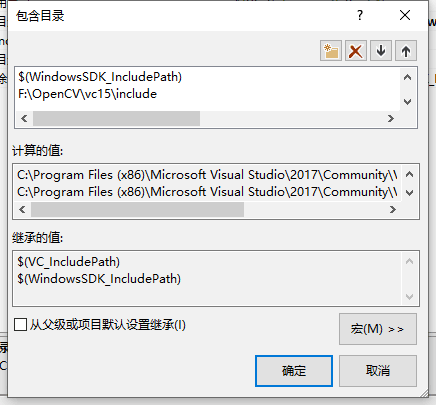 包含目录
?
$(WindowsSDK_IncludePath)
F:\OpenCV\vc15\include
计算的值:
C:\Program Files (x86)\Microsoft Visual Studio\2017\Community\\
C:\Program Files (x86)\Microsoft Visual Studio\2017\Community\\
继承的值:
$(VC_IncludePath)
$(WindowsSDK_IncludePath)
从父级或项目默认设置继承(I)
宏(M) >>
确定
取消